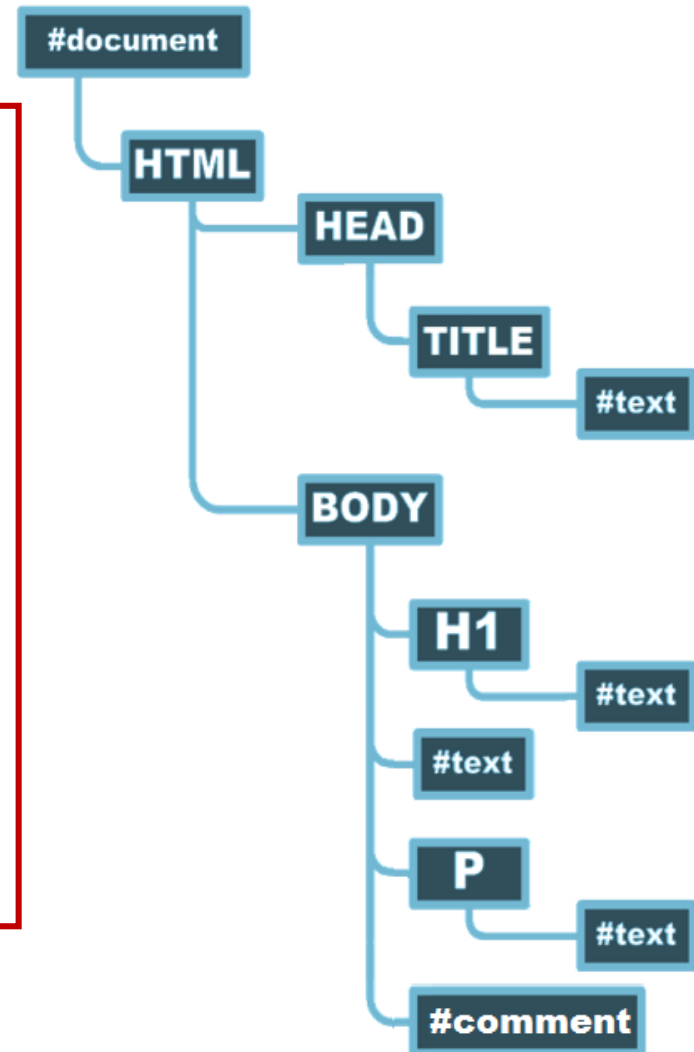 #document
HTML
HEAD
TITLE
#text
BODY
H1
#text
#text
P
#text
#comment